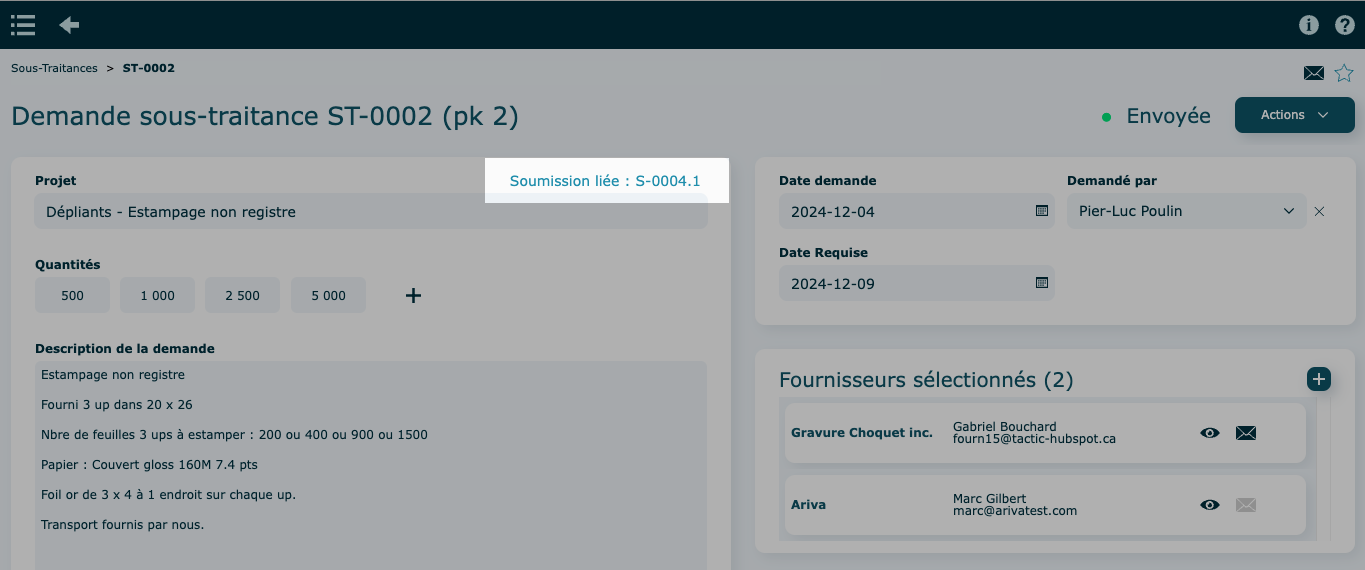 Sous-Traitances > ST-0002
Demande sous-traitance ST-0002 (pk 2)
Envoyée
Actions
Projet
Soumission liée : S-0004.1
Dépliants - Estampage non registre
Quantités
500 1 000 2 500 5 000 +
Description de la demande
Estampage non registre
Fourni 3 up dans 20 x 26
Nbre de feuilles 3 ups à estamper : 200 ou 400 ou 900 ou 1500
Papier : Couvert gloss 160M 7.4 pts
Foil or de 3 x 4 à 1 endroit sur chaque up.
Transport fournis par nous.
Date demande
Demandé par
2024-12-04
Pier-Luc Poulin
Date Requise
2024-12-09
Fournisseurs sélectionnés (2)
Gravure Choquet inc.
Gabriel Bouchard
fourn15@tactic-hubspot.ca
Ariva
Marc Gilbert
marc@arivatest.com